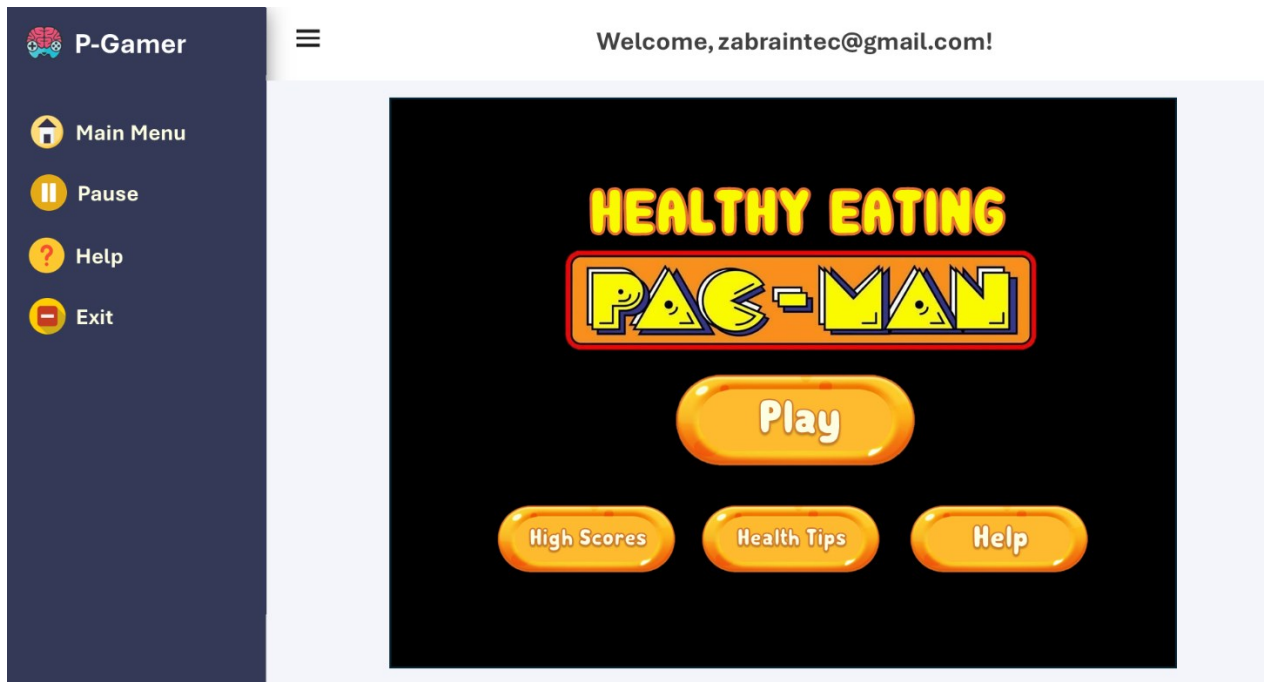 P-Gamer
Welcome, zabraintec@gmail.com!
Main Menu
Pause
Help
Exit
HEALTHY EATING
PAC-MAN
Play
High Scores
Health Tips
Help